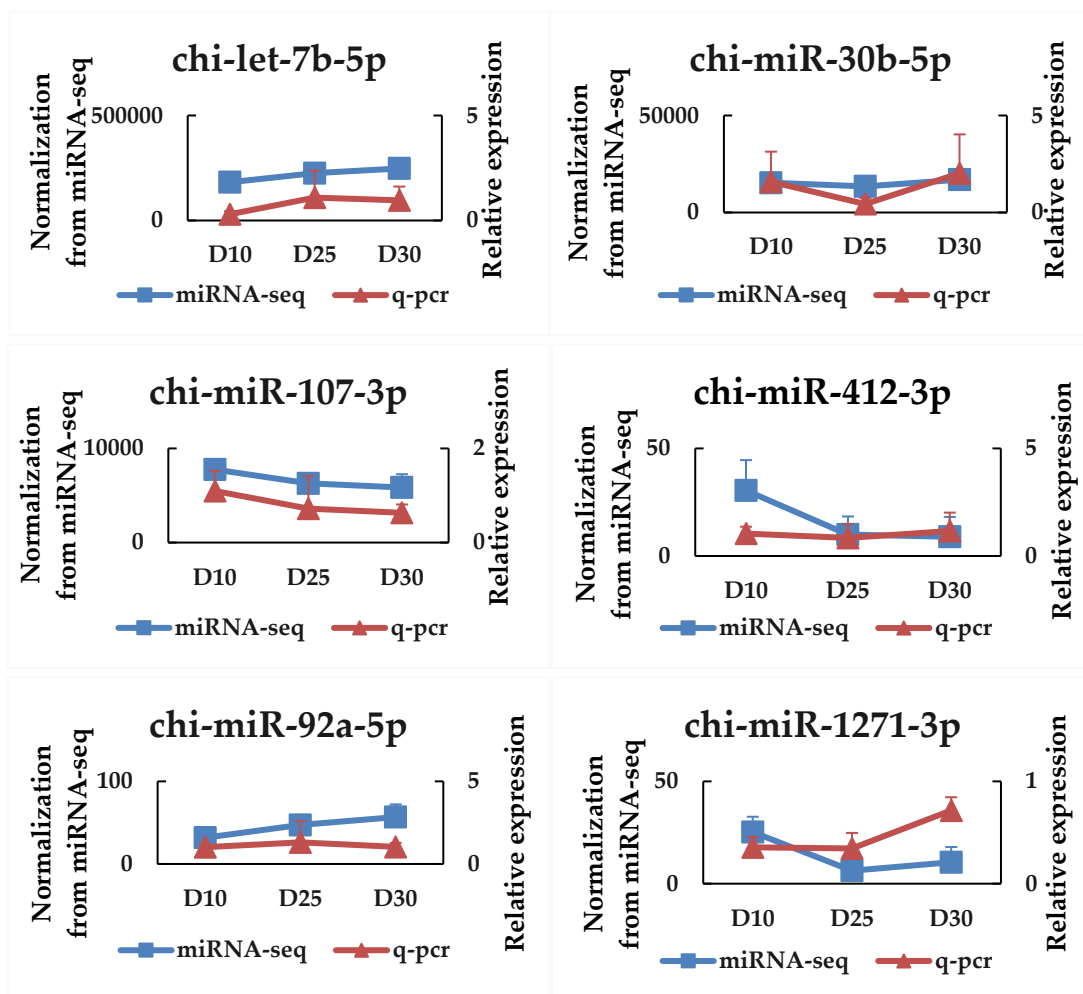 chi-let-7b-5p
Normalization
from miRNA-seq
500000
0
5
0
Relative expression
D10 D25 D30
miRNA-seq q-pcr
chi-miR-30b-5p
Normalization
from miRNA-seq
50000
0
5
0
Relative expression
D10 D25 D30
miRNA-seq q-pcr
chi-miR-107-3p
Normalization
from miRNA-seq
10000
0
2
0
Relative expression
D10 D25 D30
miRNA-seq q-pcr
chi-miR-412-3p
Normalization
from miRNA-seq
50
0
5
0
Relative expression
D10 D25 D30
miRNA-seq q-pcr
chi-miR-92a-5p
Normalization
from miRNA-seq
100
0
5
0
Relative expression
D10 D25 D30
miRNA-seq q-pcr
chi-miR-1271-3p
Normalization
from miRNA-seq
50
0
1
0
Relative expression
D10 D25 D30
miRNA-seq q-pcr